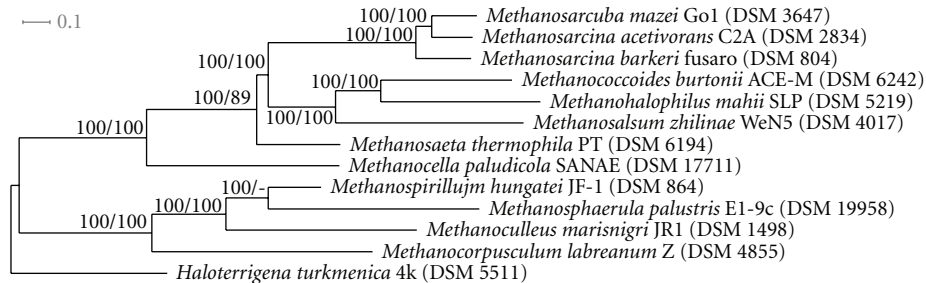 0.1
100/100 Methanosarcuba mazei Go1 (DSM 3647)
100/100 Methanosarcina acetivorans C2A (DSM 2834)
Methanosarcina barkeri fusaro (DSM 804)
100/100
100/100 Methanococcoides burtonii ACE-M (DSM 6242)
100/89 Methanohalophilus mahii SLP (DSM 5219)
100/100 Methanosalsum zhilinae WeN5 (DSM 4017)
100/100
Methanosaeta thermophila PT (DSM 6194)
Methanocella paludicola SANAE (DSM 17711)
100/- Methanospirillujm hungatei JF-1 (DSM 864)
100/100 Methanosphaerula palustris E1-9c (DSM 19958)
100/100 Methanoculleus marisnigri JR1 (DSM 1498)
Methanocorpusculum labreanum Z (DSM 4855)
Haloterrigena turkmenica 4k (DSM 5511)